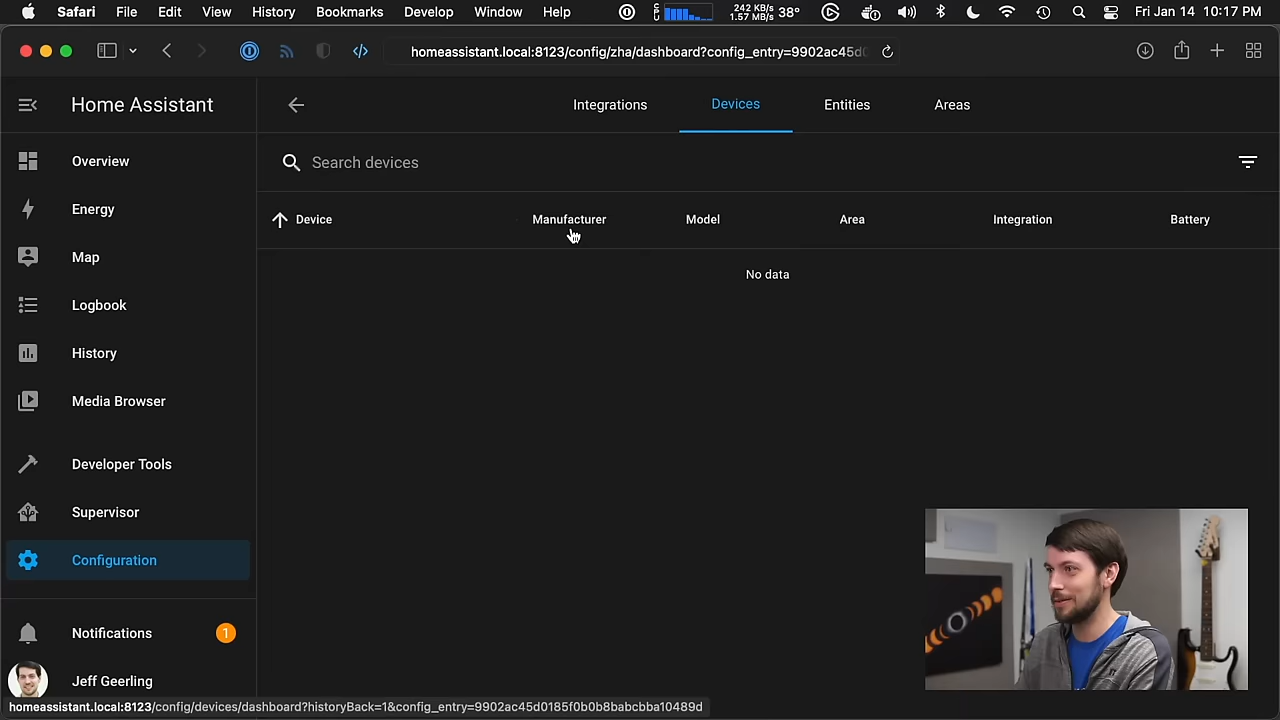 Safari File Edit View History Bookmarks Develop Window Help 242 KB/s 1.57 MB/s 38° Fri Jan 14 10:17 PM
homeassistant.local:8123/config/zha/dashboard?config_entry=9902ac45d0
Home Assistant
Integrations Devices Entities Areas
Overview
Search devices
Energy
Device Manufacturer Model Area Integration Battery
Map
No data
Logbook
History
Media Browser
Developer Tools
Supervisor
Configuration
Notifications 1
Jeff Geerling
homeassistant.local:8123/config/devices/dashboard?historyBack=1&config_entry=9902ac45d0185f0b0b8babcbba10489d